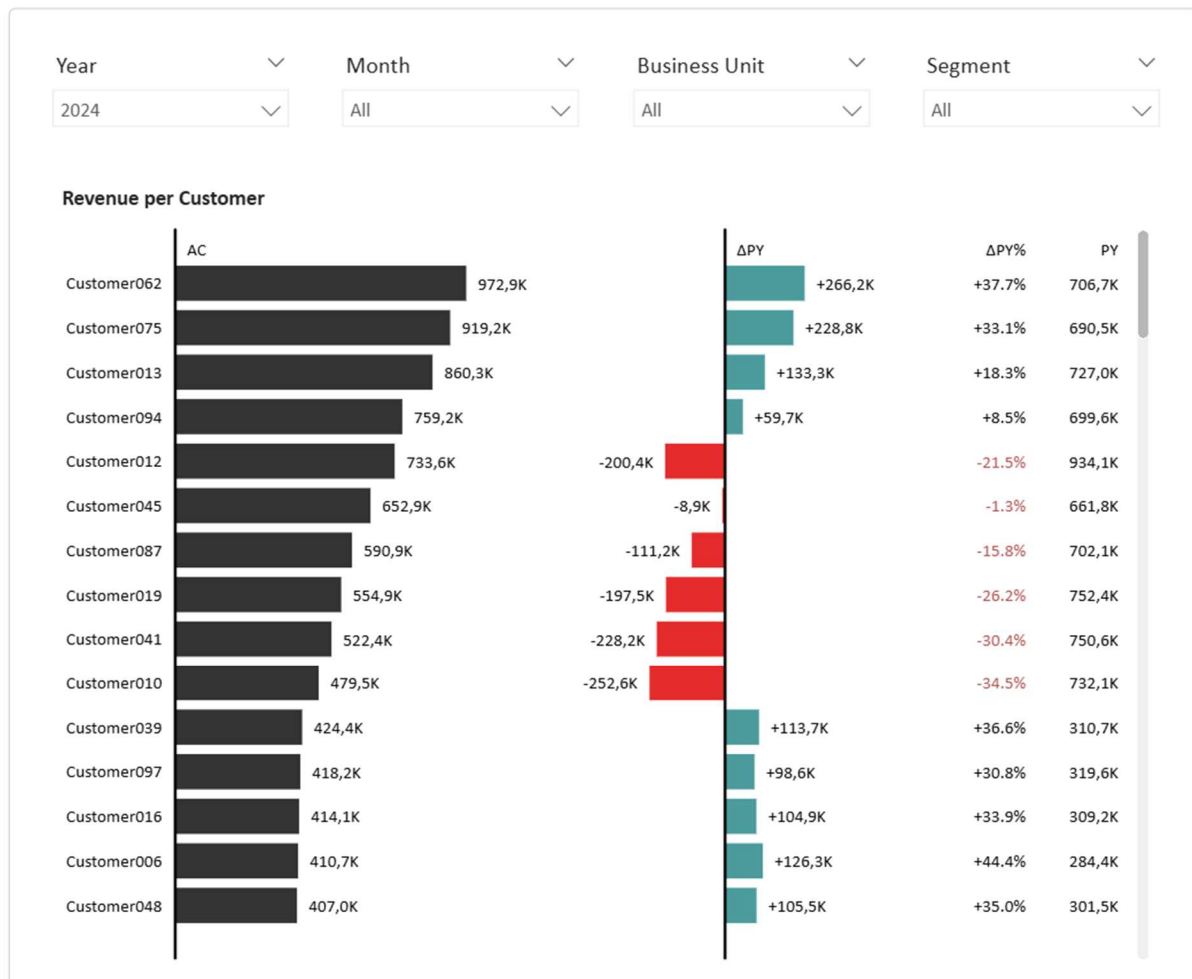 Year Month Business Unit Segment
2024 All All All
Revenue per Customer
AC ΔPY ΔPY% PY
Customer062 972,9K +266,2K +37.7% 706,7K
Customer075 919,2K +228,8K +33.1% 690,5K
Customer013 860,3K +133,3K +18.3% 727,0K
Customer094 759,2K +59,7K +8.5% 699,6K
Customer012 733,6K -200,4K -21.5% 934,1K
Customer045 652,9K -8,9K -1.3% 661,8K
Customer087 590,9K -111,2K -15.8% 702,1K
Customer019 554,9K -197,5K -26.2% 752,4K
Customer041 522,4K -228,2K -30.4% 750,6K
Customer010 479,5K -252,6K -34.5% 732,1K
Customer039 424,4K +113,7K +36.6% 310,7K
Customer097 418,2K +98,6K +30.8% 319,6K
Customer016 414,1K +104,9K +33.9% 309,2K
Customer006 410,7K +126,3K +44.4% 284,4K
Customer048 407,0K +105,5K +35.0% 301,5K